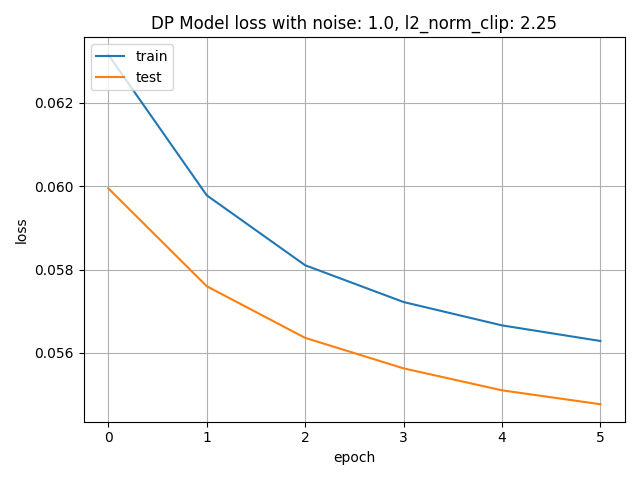 DP Model loss with noise: 1.0, l2_norm_clip: 2.25
train
test
0.062
0.060
0.058
0.056
loss
0 1 2 3 4 5
epoch